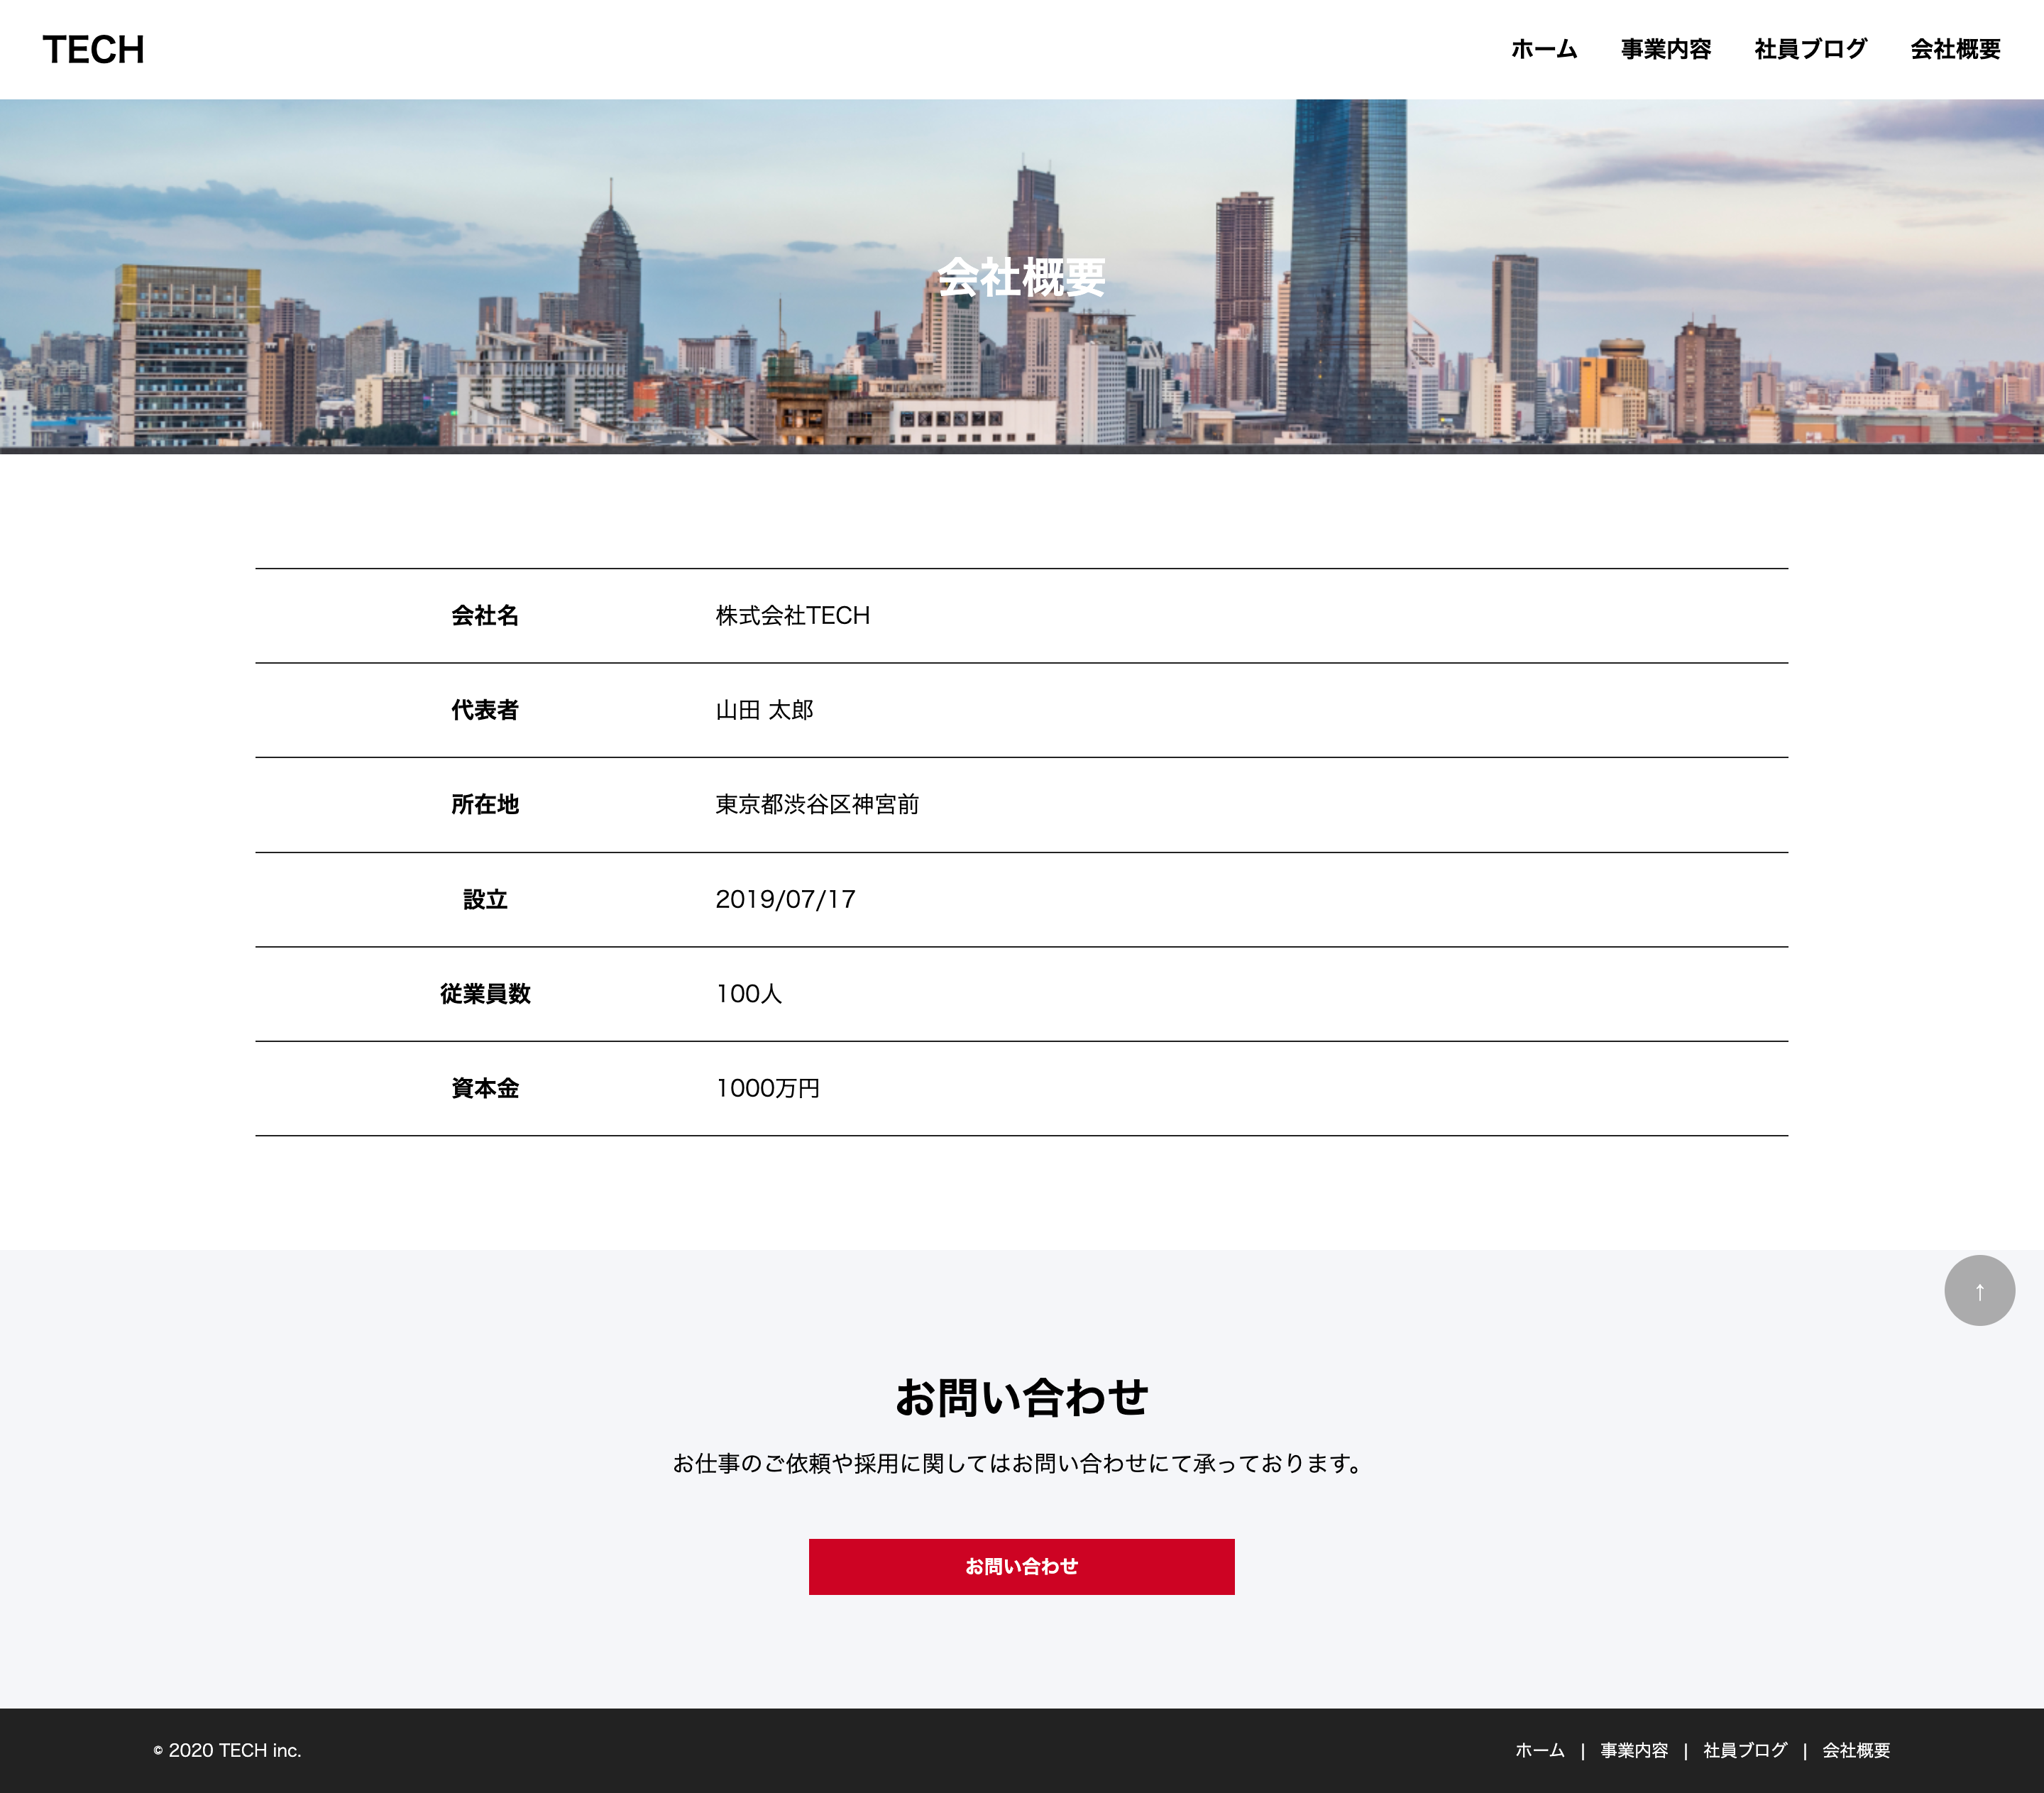 TECH
ホーム 事業内容 社員ブログ 会社概要
会社概要
会社名 株式会社TECH
代表者 山田 太郎
所在地 東京都渋谷区神宮前
設立 2019/07/17
従業員数 100人
資本金 1000万円
↑
お問い合わせ
お仕事のご依頼や採用に関してはお問い合わせにて承っております。
お問い合わせ
© 2020 TECH inc.
ホーム | 事業内容 | 社員ブログ | 会社概要